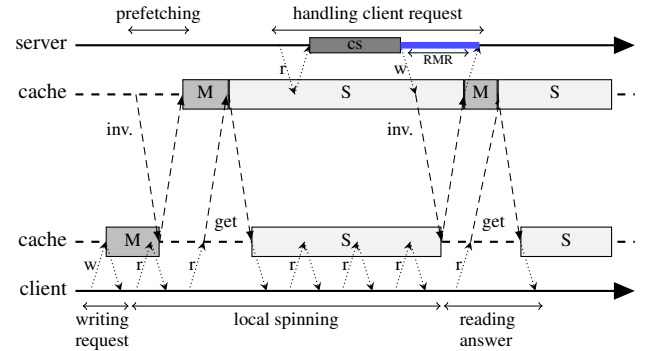 prefetching handling client request
server cs
r w RMR
cache M S M S
inv. inv.
get get
cache M S S
w r r r r r r
client
writing request local spinning reading answer